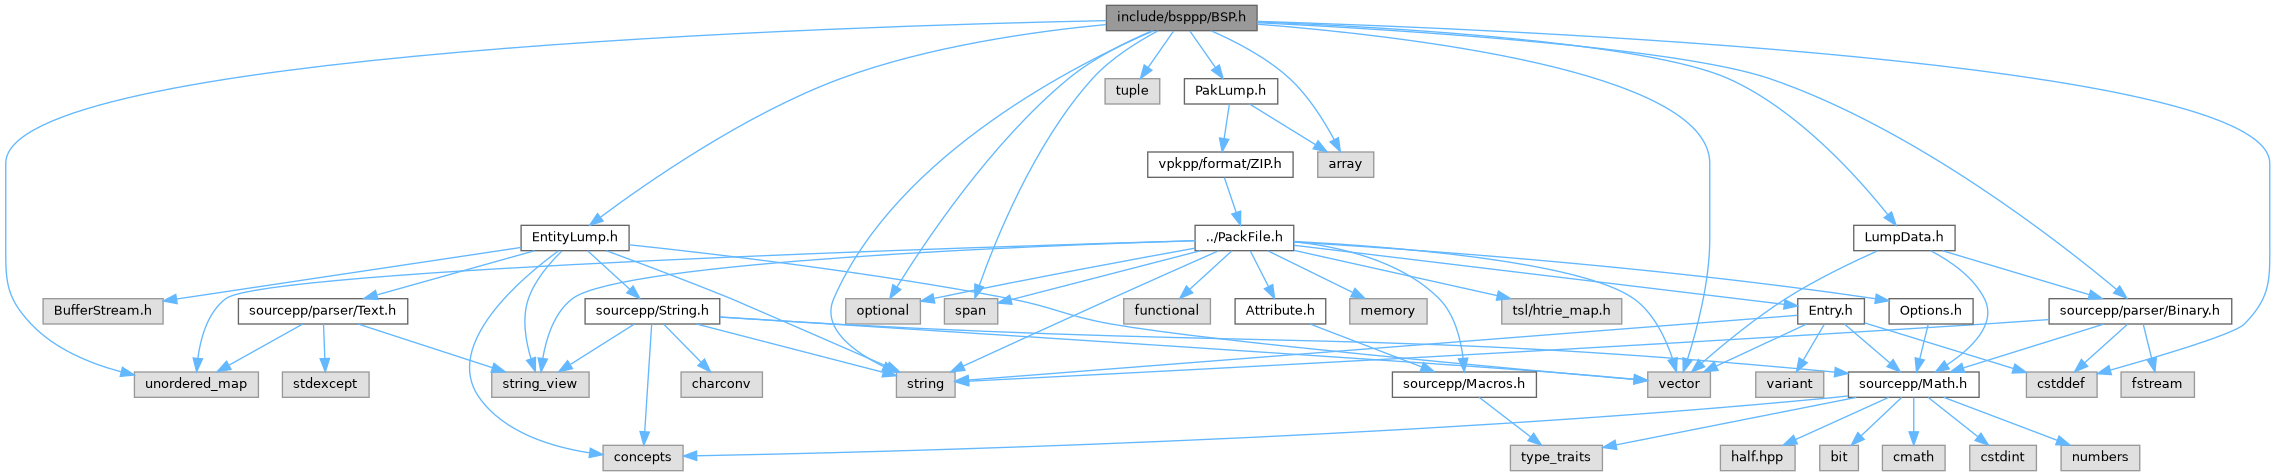 include/bsppp/BSP.h
tuple
PakLump.h
vpkpp/format/ZIP.h
array
EntityLump.h
../PackFile.h
LumpData.h
BufferStream.h
sourcepp/parser/Text.h
sourcepp/String.h
optional
span
functional
Attribute.h
memory
tsl/htrie_map.h
Entry.h
Options.h
sourcepp/parser/Binary.h
unordered_map
stdexcept
string_view
charconv
string
sourcepp/Macros.h
vector
variant
sourcepp/Math.h
cstddef
fstream
concepts
type_traits
half.hpp
bit
cmath
cstdint
numbers